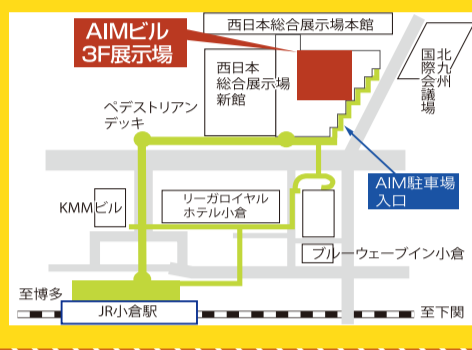 AIMビル
3F展示場
西日本総合展示場本館
西日本
総合展示場
新館
北九州
国際会議場
ペデストリアン
デッキ
AIM駐車場
入口
KMMビル
リーガロイヤル
ホテル小倉
ブルーウェーブイン小倉
至博多
JR小倉駅
至下関